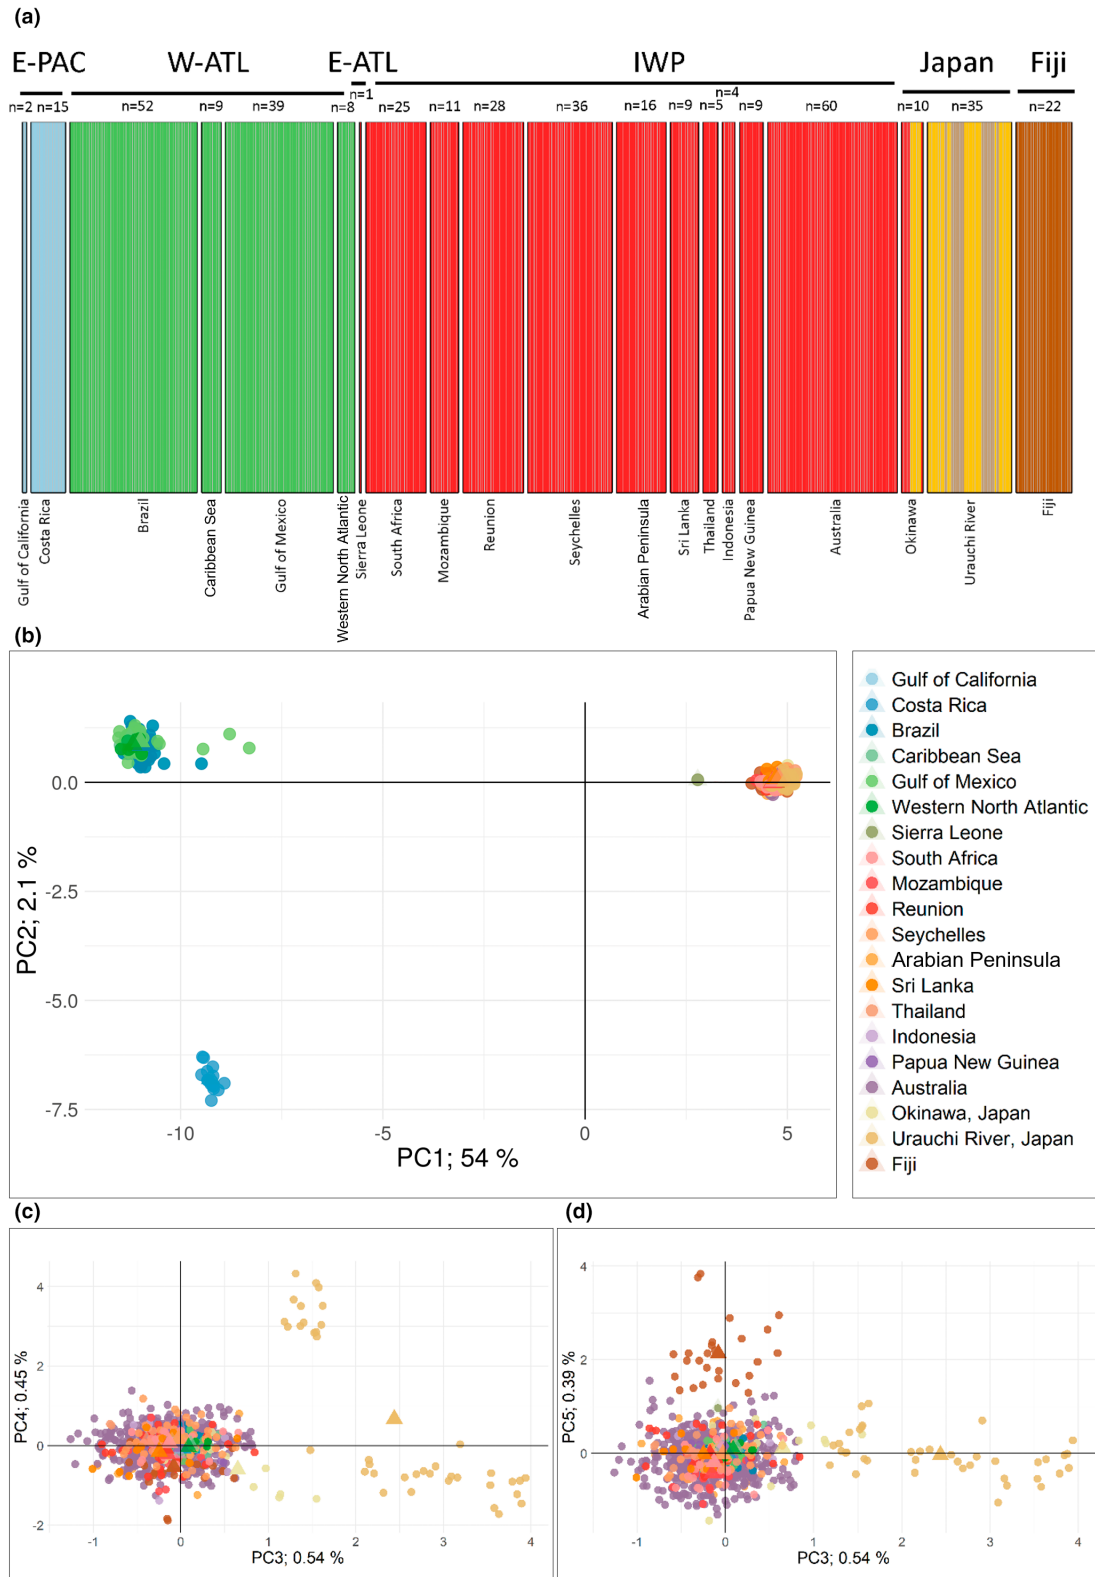 (a)
E-PAC W-ATL E-ATL IWP Japan Fiji
n=2 n=15 n=52 n=9 n=39 n=8 n=1 n=25 n=11 n=28 n=36 n=16 n=9 n=5 n=4 n=9 n=60 n=10 n=35 n=22
Gulf of California
Costa Rica
Brazil
Caribbean Sea
Gulf of Mexico
Western North Atlantic
Sierra Leone
South Africa
Mozambique
Reunion
Seychelles
Arabian Peninsula
Sri Lanka
Thailand
Indonesia
Papua New Guinea
Australia
Okinawa
Urauchi River
Fiji
(b)
0.0
-2.5
-5.0
-7.5
PC2; 2.1 %
-10 -5 0 5
PC1; 54 %
Gulf of California
Costa Rica
Brazil
Caribbean Sea
Gulf of Mexico
Western North Atlantic
Sierra Leone
South Africa
Mozambique
Reunion
Seychelles
Arabian Peninsula
Sri Lanka
Thailand
Indonesia
Papua New Guinea
Australia
Okinawa, Japan
Urauchi River, Japan
Fiji
(c)
4
2
0
-2
PC4; 0.45 %
-1 0 1 2 3 4
PC3; 0.54 %
(d)
4
2
0
PC5; 0.39 %
-1 0 1 2 3 4
PC3; 0.54 %